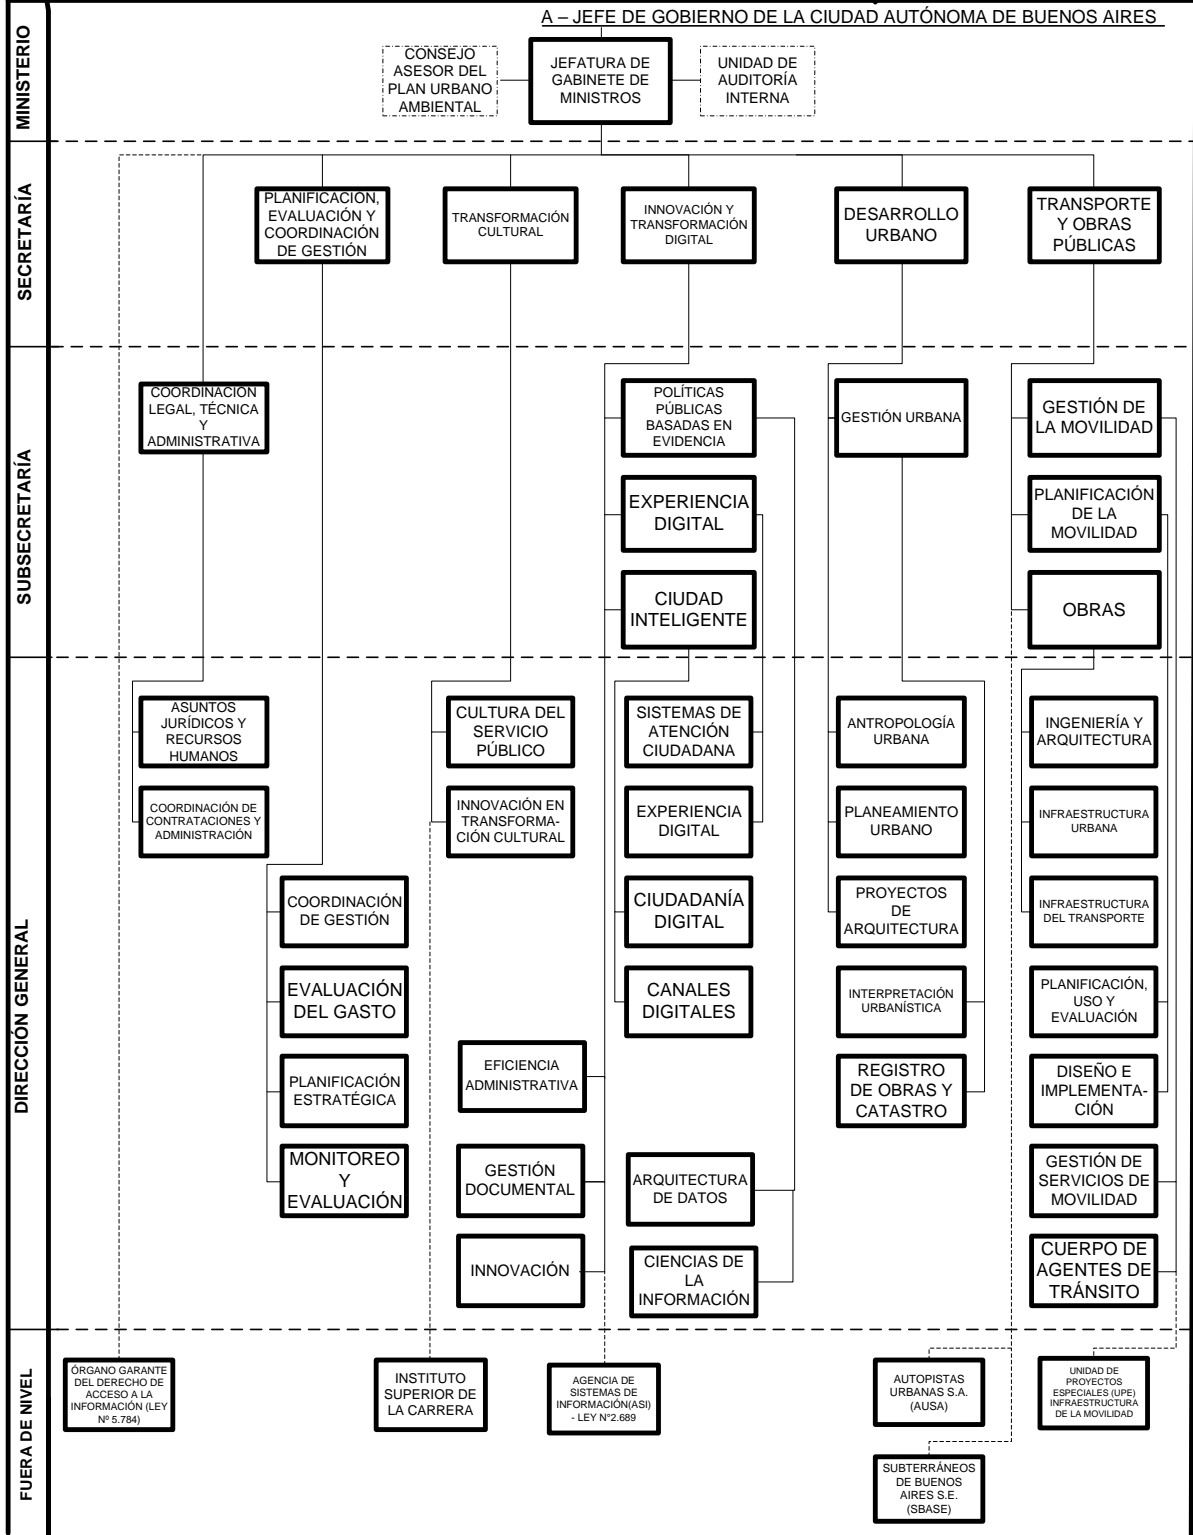 A – JEFE DE GOBIERNO DE LA CIUDAD AUTÓNOMA DE BUENOS AIRES
MINISTERIO
CONSEJO
ASESOR DEL
PLAN URBANO
AMBIENTAL
JEFATURA DE
GABINETE DE
MINISTROS
UNIDAD DE
AUDITORÍA
INTERNA
SECRETARÍA
PLANIFICACIÓN,
EVALUACIÓN Y
COORDINACIÓN
DE GESTIÓN
TRANSFORMACIÓN
CULTURAL
INNOVACIÓN Y
TRANSFORMACIÓN
DIGITAL
DESARROLLO
URBANO
TRANSPORTE
Y OBRAS
PÚBLICAS
SUBSECRETARÍA
COORDINACIÓN
LEGAL, TÉCNICA
Y
ADMINISTRATIVA
POLÍTICAS
PÚBLICAS
BASADAS EN
EVIDENCIA
GESTIÓN URBANA
GESTIÓN DE
LA MOVILIDAD
EXPERIENCIA
DIGITAL
PLANIFICACIÓN
DE LA
MOVILIDAD
CIUDAD
INTELIGENTE
OBRAS
DIRECCIÓN GENERAL
ASUNTOS
JURÍDICOS Y
RECURSOS
HUMANOS
CULTURA DEL
SERVICIO
PÚBLICO
SISTEMAS DE
ATENCIÓN
CIUDADANA
ANTROPOLOGÍA
URBANA
INGENIERÍA Y
ARQUITECTURA
COORDINACIÓN DE
CONTRATACIONES Y
ADMINISTRACIÓN
INNOVACIÓN EN
TRANSFORMA-
CIÓN CULTURAL
EXPERIENCIA
DIGITAL
PLANEAMIENTO
URBANO
INFRAESTRUCTURA
URBANA
COORDINACIÓN
DE GESTIÓN
CIUDADANÍA
DIGITAL
PROYECTOS
DE
ARQUITECTURA
INFRAESTRUCTURA
DEL TRANSPORTE
EVALUACIÓN
DEL GASTO
CANALES
DIGITALES
INTERPRETACIÓN
URBANÍSTICA
PLANIFICACIÓN,
USO Y
EVALUACIÓN
PLANIFICACIÓN
ESTRATÉGICA
EFICIENCIA
ADMINISTRATIVA
REGISTRO
DE OBRAS Y
CATASTRO
DISEÑO E
IMPLEMENTA-
CIÓN
MONITOREO
Y
EVALUACIÓN
GESTIÓN
DOCUMENTAL
ARQUITECTURA
DE DATOS
GESTIÓN DE
SERVICIOS DE
MOVILIDAD
INNOVACIÓN
CIENCIAS DE
LA
INFORMACIÓN
CUERPO DE
AGENTES DE
TRÁNSITO
FUERA DE NIVEL
ÓRGANO GARANTE
DEL DERECHO DE
ACCESO A LA
INFORMACIÓN (LEY
Nº 5.784)
INSTITUTO
SUPERIOR DE
LA CARRERA
AGENCIA DE
SISTEMAS DE
INFORMACIÓN(ASI)
- LEY N°2.689
AUTOPISTAS
URBANAS S.A.
(AUSA)
UNIDAD DE
PROYECTOS
ESPECIALES (UPE)
INFRAESTRUCTURA
DE LA MOVILIDAD
SUBTERRÁNEOS
DE BUENOS
AIRES S.E.
(SBASE)